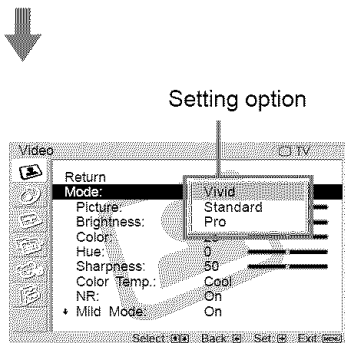 Setting option
Video TV
Return
Mode: Vivid
Picture: Standard
Brightness: Pro
Color:
Hue: 0
Sharpness: 50
Color Temp.: Cool
NR: On
Mild Mode: On
Select: Back: Set: Exit: MENU